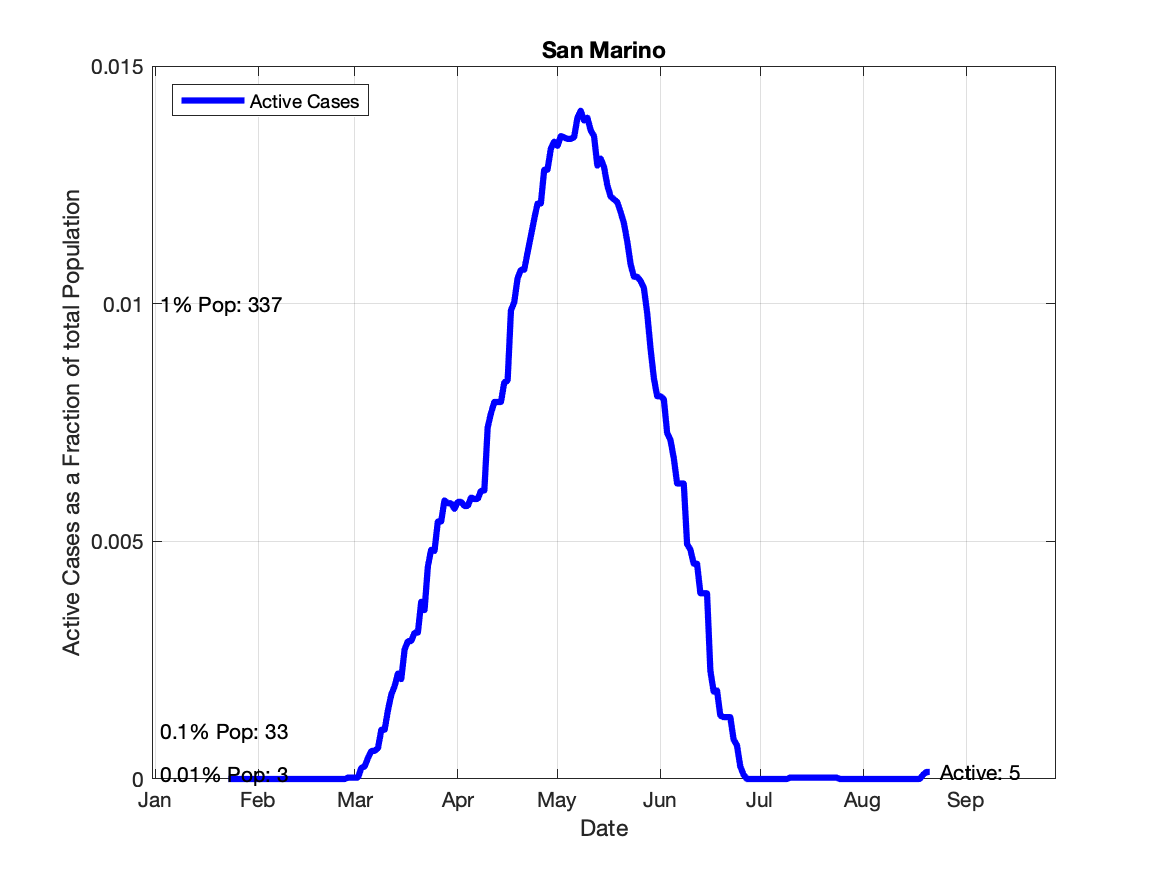 San Marino
0.015
Active Cases
0.01
1% Pop: 337
0.005
0.1% Pop: 33
0.01% Pop: 3
0
Active: 5
Jan Feb Mar Apr May Jun Jul Aug Sep
Date
Active Cases as a Fraction of total Population